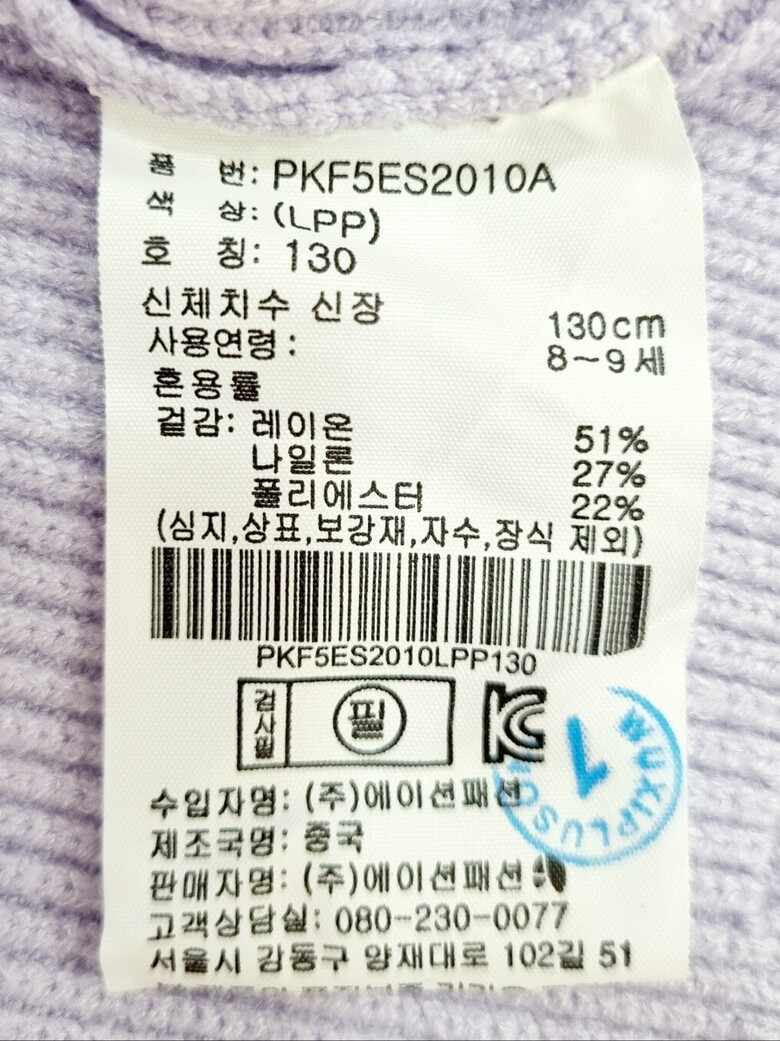 품 번: PKF5ES2010A
색 상: (LPP)
호 칭: 130
신체치수 신장 130cm
사용연령: 8~9세
혼용률
겉감: 레이온 51%
나일론 27%
폴리에스터 22%
(심지,상표,보강재,자수,장식 제외)
PKF5ES2010LPP130
검사필 필
수입자명: (주)에이션패션
제조국명: 중국
판매자명: (주)에이션패션
고객상담실: 080-230-0077
서울시 강동구 양재대로 102길 51
1